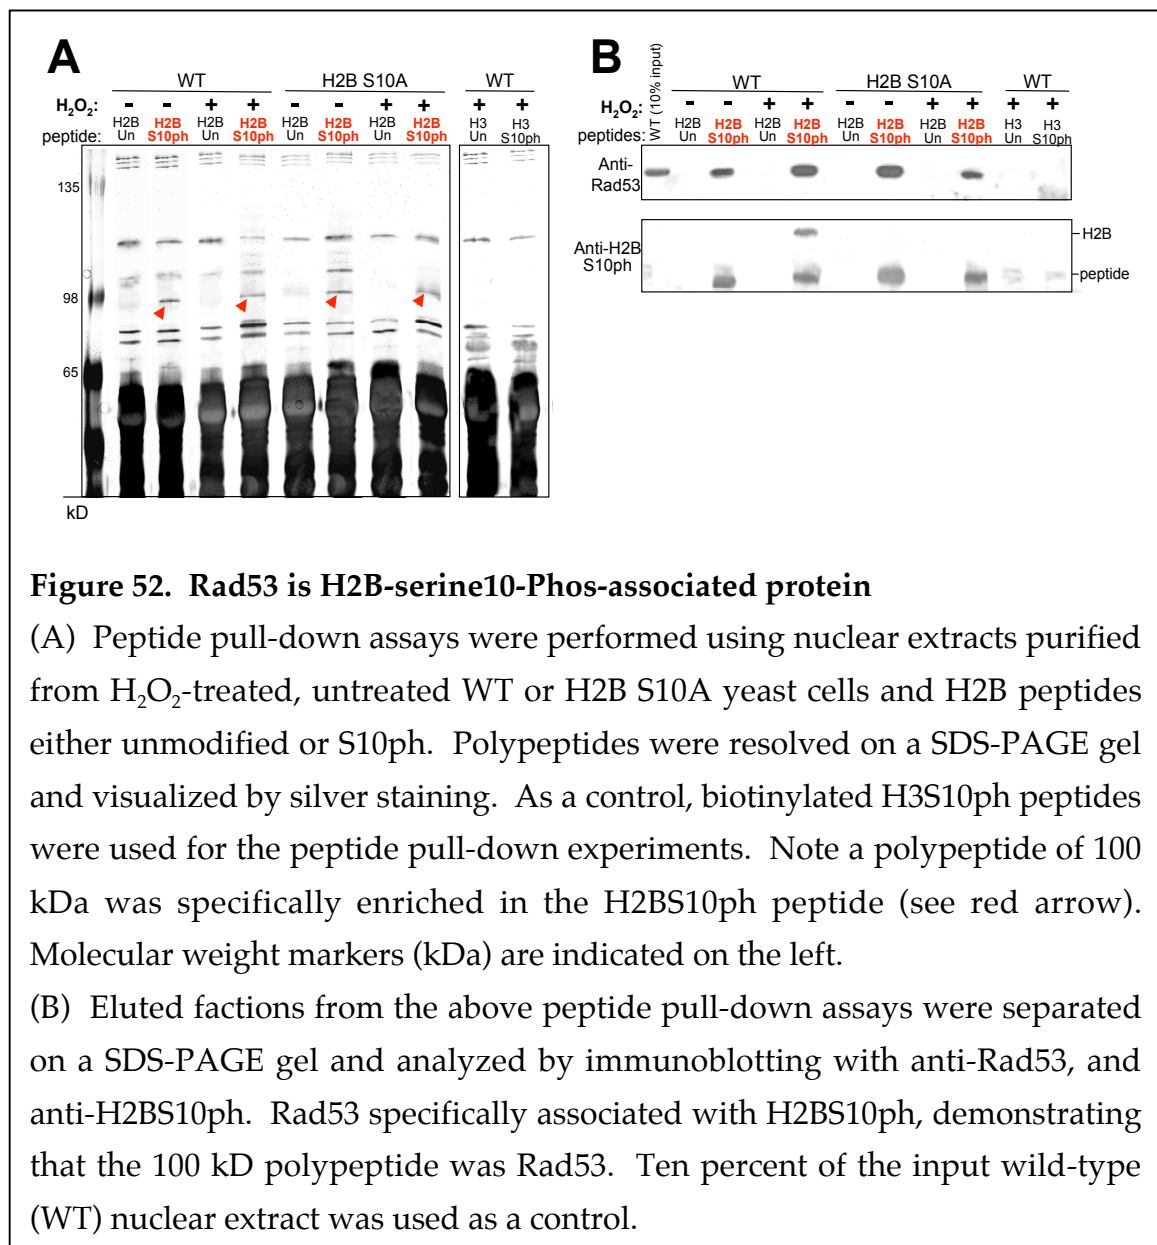 A
WT
H2B S10A
WT
H₂O₂: - - + + - - + + + +
peptide: H2B Un H2B S10ph H2B Un H2B S10ph H2B Un H2B S10ph H2B Un H2B S10ph H3 Un H3 S10ph
135
98
65
kD
B
WT (10% input)
WT
H2B S10A
WT
H₂O₂: - - + + - - + + + +
peptides: H2B Un H2B S10ph H2B Un H2B S10ph H2B Un H2B S10ph H2B Un H2B S10ph H3 Un H3 S10ph
Anti-
Rad53
Anti-H2B
S10ph
H2B
peptide
Figure 52. Rad53 is H2B-serine10-Phos-associated protein
(A) Peptide pull-down assays were performed using nuclear extracts purified
from H₂O₂-treated, untreated WT or H2B S10A yeast cells and H2B peptides
either unmodified or S10ph. Polypeptides were resolved on a SDS-PAGE gel
and visualized by silver staining. As a control, biotinylated H3S10ph peptides
were used for the peptide pull-down experiments. Note a polypeptide of 100
kDa was specifically enriched in the H2BS10ph peptide (see red arrow).
Molecular weight markers (kDa) are indicated on the left.
(B) Eluted factions from the above peptide pull-down assays were separated
on a SDS-PAGE gel and analyzed by immunoblotting with anti-Rad53, and
anti-H2BS10ph. Rad53 specifically associated with H2BS10ph, demonstrating
that the 100 kD polypeptide was Rad53. Ten percent of the input wild-type
(WT) nuclear extract was used as a control.